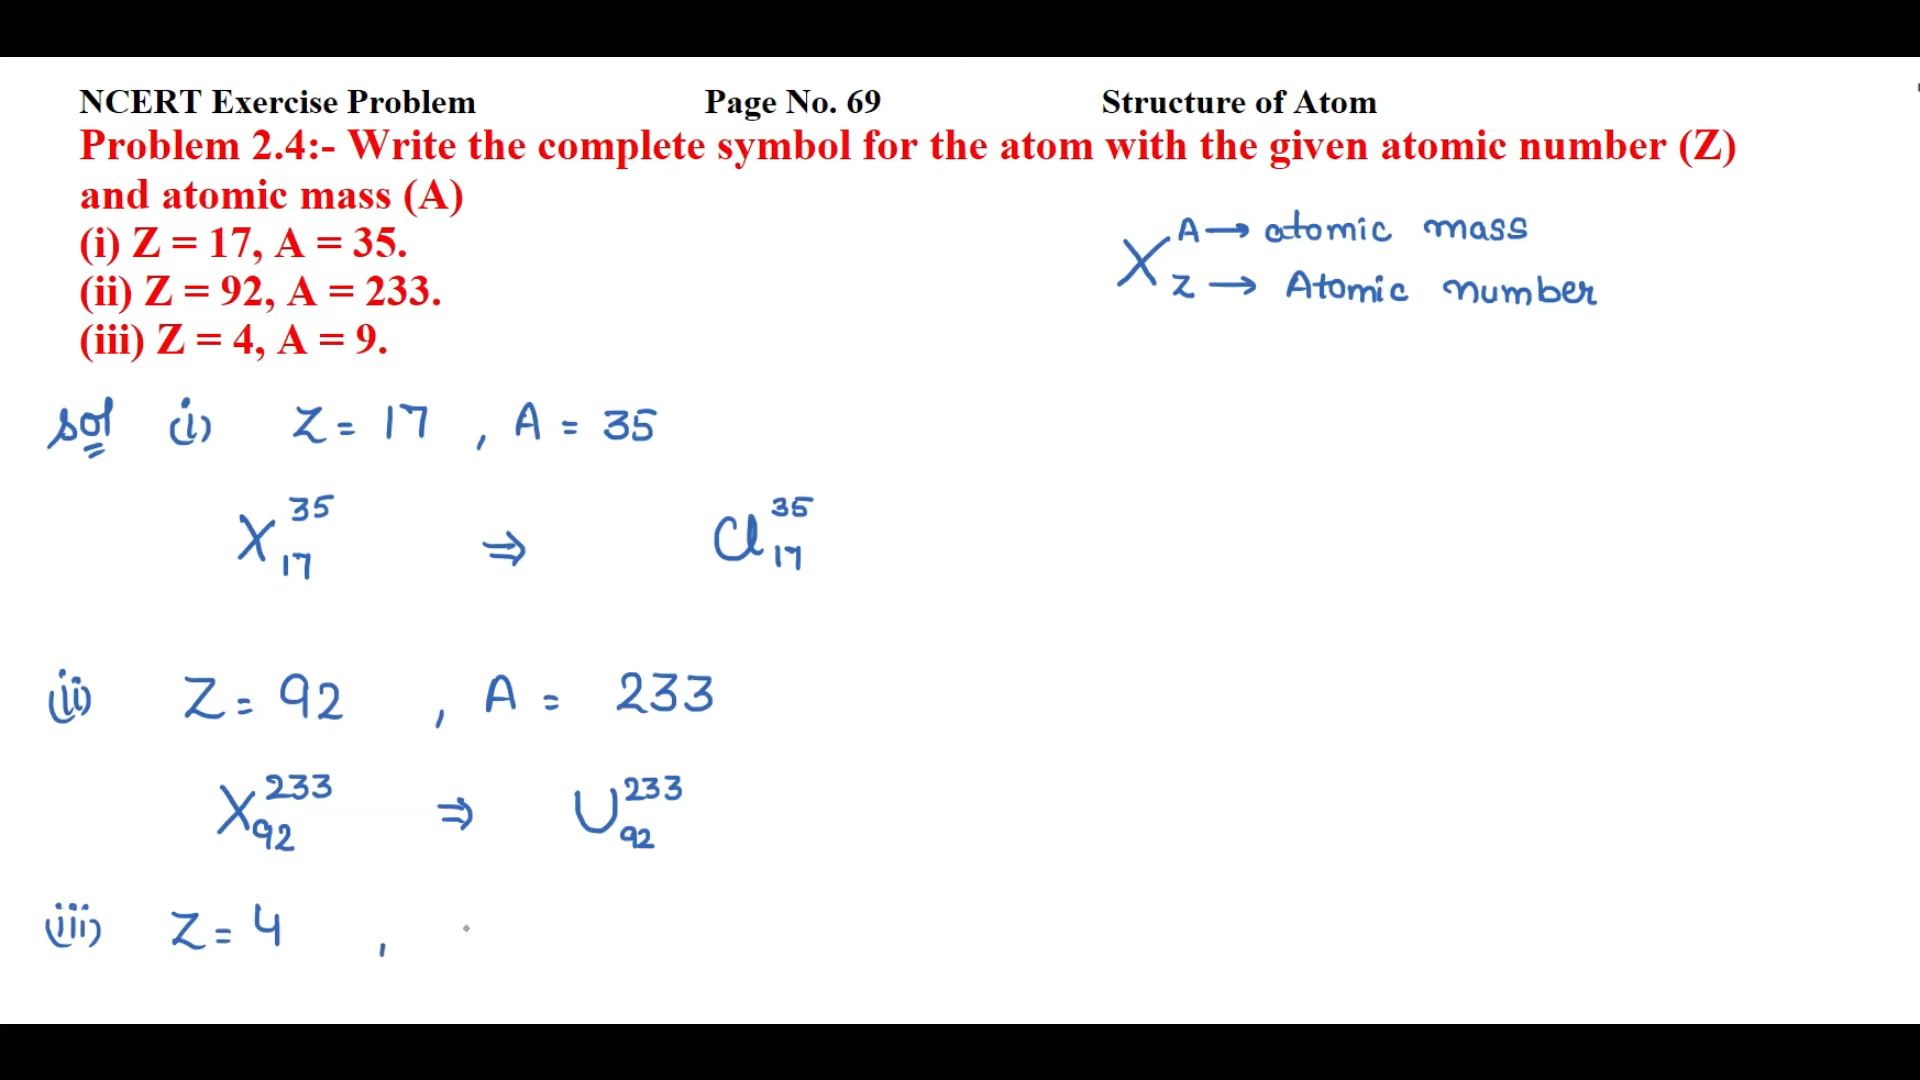 NCERT Exercise Problem Page No. 69 Structure of Atom
Problem 2.4:- Write the complete symbol for the atom with the given atomic number (Z)
and atomic mass (A)
(i) Z = 17, A = 35.
(ii) Z = 92, A = 233.
(iii) Z = 4, A = 9.
X A → atomic mass
Z → Atomic number
Sol (i) Z = 17 , A = 35
X 35 17 ⇒ Cl 35 17
(ii) Z = 92 , A = 233
X 233 92 ⇒ U 233 92
(iii) Z = 4 ,